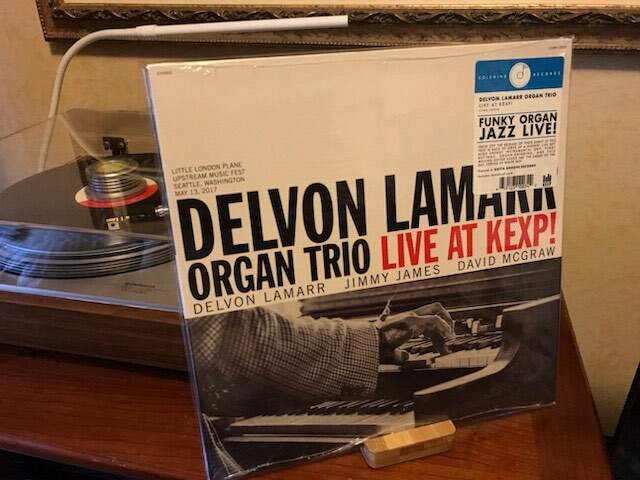 STEREO
COLEMINE RECORDS
DELVON LAMARR ORGAN TRIO
LIVE AT KEXP!
FUNKY ORGAN
JAZZ LIVE!
LITTLE LONDON PLANE
UPSTREAM MUSIC FEST
SEATTLE, WASHINGTON
MAY 13, 2017
DELVON LAMARR
ORGAN TRIO LIVE AT KEXP!
DELVON LAMARR JIMMY JAMES DAVID MCGRAW